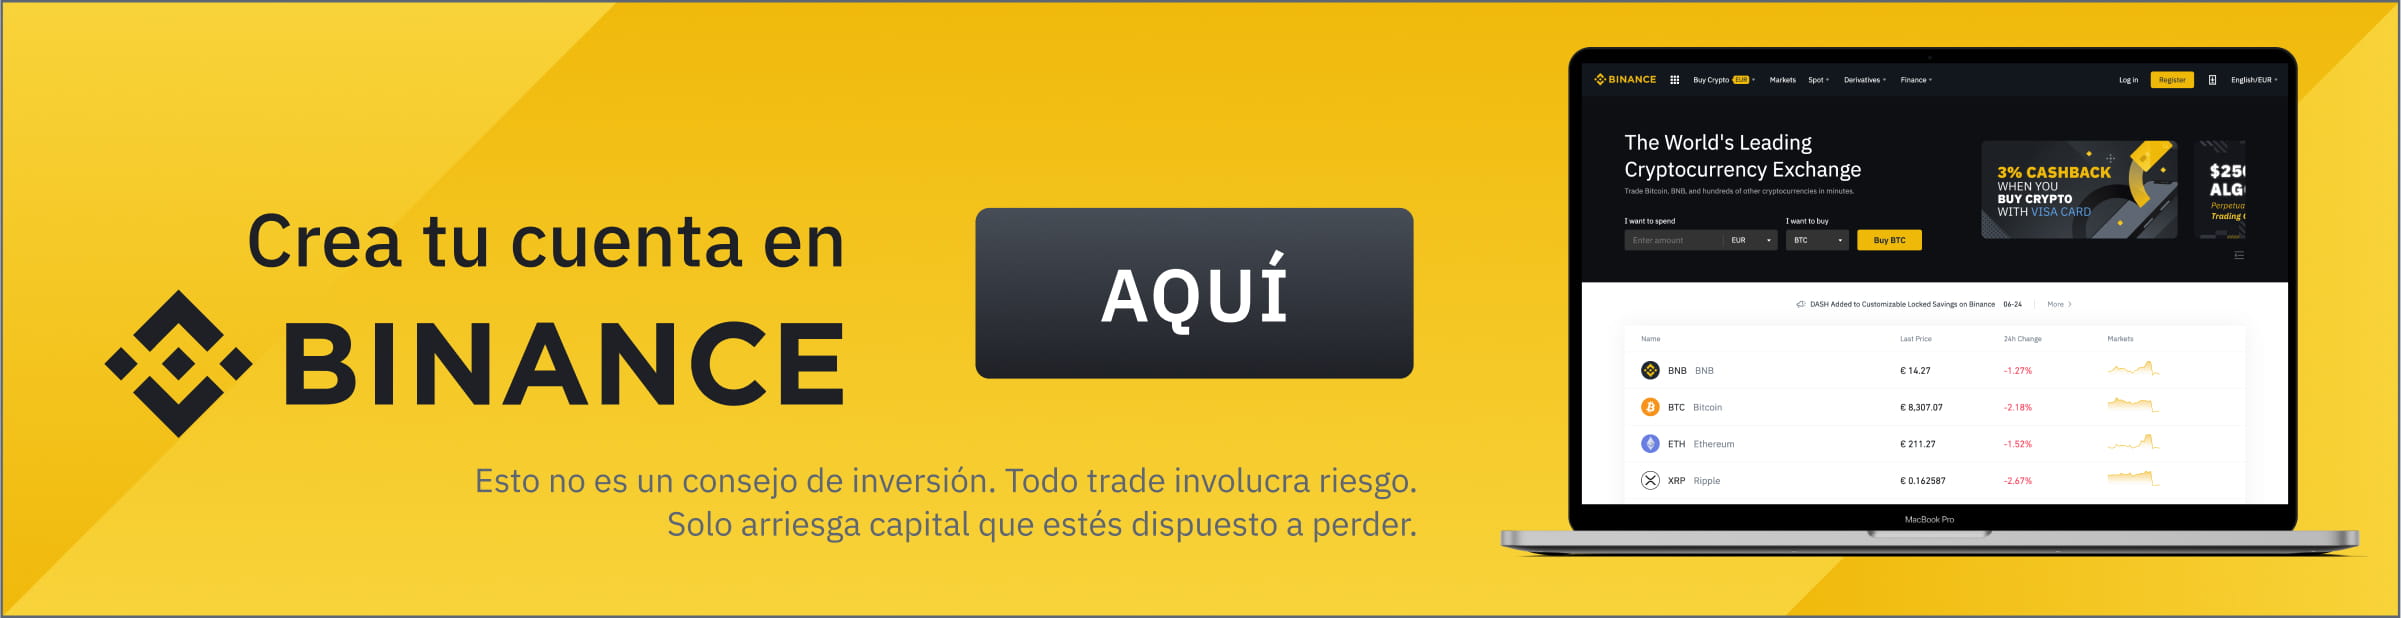 Crea tu cuenta en
BINANCE
AQUÍ
Esto no es un consejo de inversión. Todo trade involucra riesgo.
Solo arriesga capital que estés dispuesto a perder.
BINANCE Buy Crypto EUR Markets Spot Derivatives Finance Log in Register English/EUR
The World's Leading
Cryptocurrency Exchange
Trade Bitcoin, BNB, and hundreds of other cryptocurrencies in minutes.
I want to spend I want to buy
Enter amount EUR BTC Buy BTC
3% CASHBACK
WHEN YOU
BUY CRYPTO
WITH VISA CARD
$250
ALG
Perpetua
Trading
DASH Added to Customizable Locked Savings on Binance 06-24 More
Name Last Price 24h Change Markets
BNB BNB € 14.27 -1.27%
BTC Bitcoin € 8,307.07 -2.18%
ETH Ethereum € 211.27 -1.52%
XRP Ripple € 0.162587 -2.67%
MacBook Pro